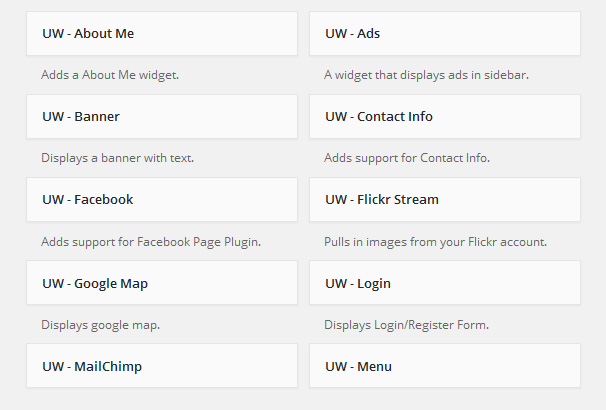 UW - About Me
UW - Ads
Adds a About Me widget.
A widget that displays ads in sidebar.
UW - Banner
UW - Contact Info
Displays a banner with text.
Adds support for Contact Info.
UW - Facebook
UW - Flickr Stream
Adds support for Facebook Page Plugin.
Pulls in images from your Flickr account.
UW - Google Map
UW - Login
Displays google map.
Displays Login/Register Form.
UW - MailChimp
UW - Menu